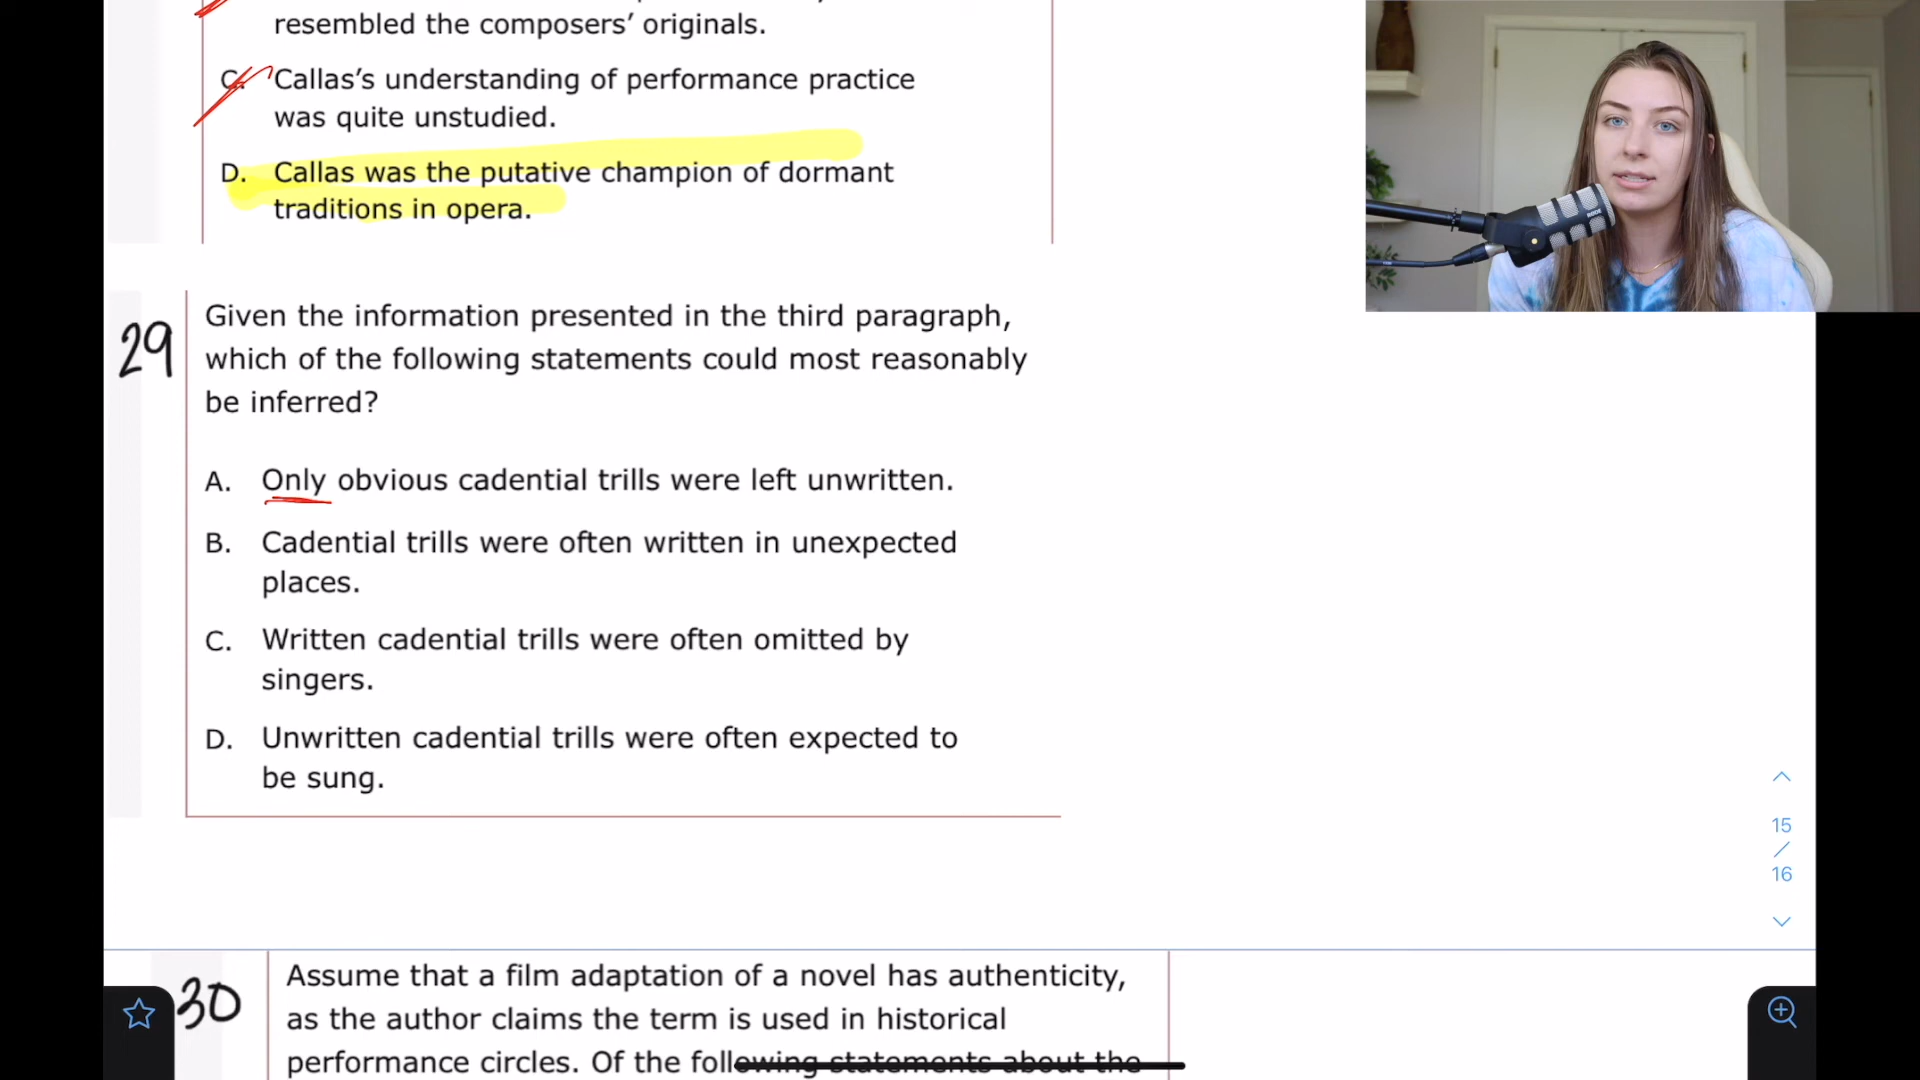 resembled the composers’ originals.
C. Callas’s understanding of performance practice
was quite unstudied.
D. Callas was the putative champion of dormant
traditions in opera.
29
Given the information presented in the third paragraph,
which of the following statements could most reasonably
be inferred?
A. Only obvious cadential trills were left unwritten.
B. Cadential trills were often written in unexpected
places.
C. Written cadential trills were often omitted by
singers.
D. Unwritten cadential trills were often expected to
be sung.
15
/
16
30
Assume that a film adaptation of a novel has authenticity,
as the author claims the term is used in historical
performance circles. Of the following statements about the
RODE